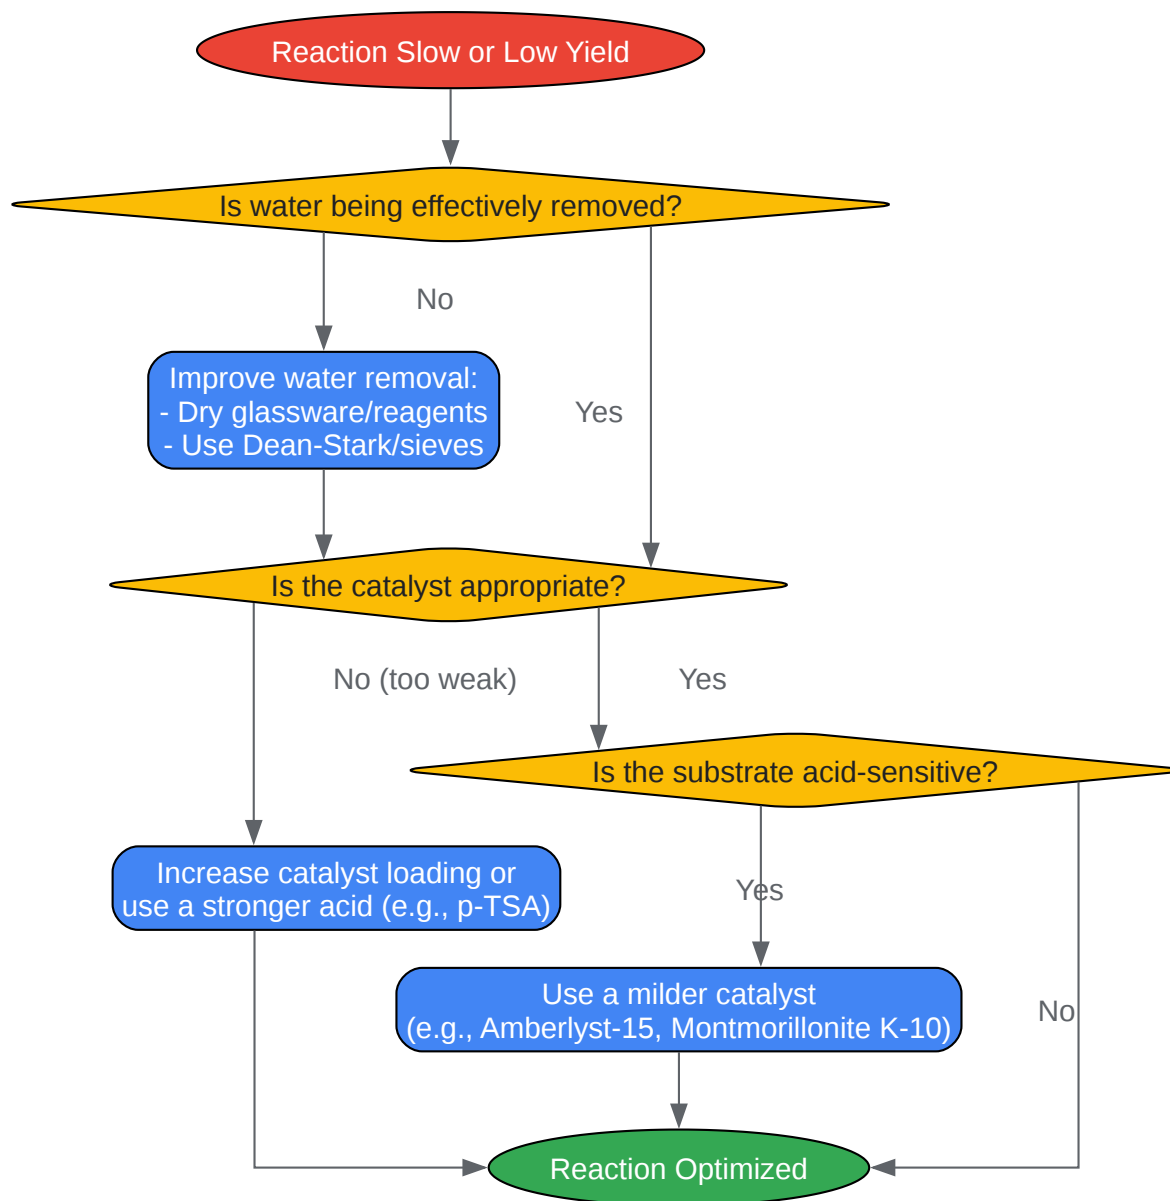 Reaction Slow or Low Yield
Is water being effectively removed?
No
Improve water removal:
- Dry glassware/reagents
- Use Dean-Stark/sieves
Yes
Is the catalyst appropriate?
No (too weak)
Yes
Is the substrate acid-sensitive?
Increase catalyst loading or
use a stronger acid (e.g., p-TSA)
Yes
Use a milder catalyst
(e.g., Amberlyst-15, Montmorillonite K-10)
No
Reaction Optimized